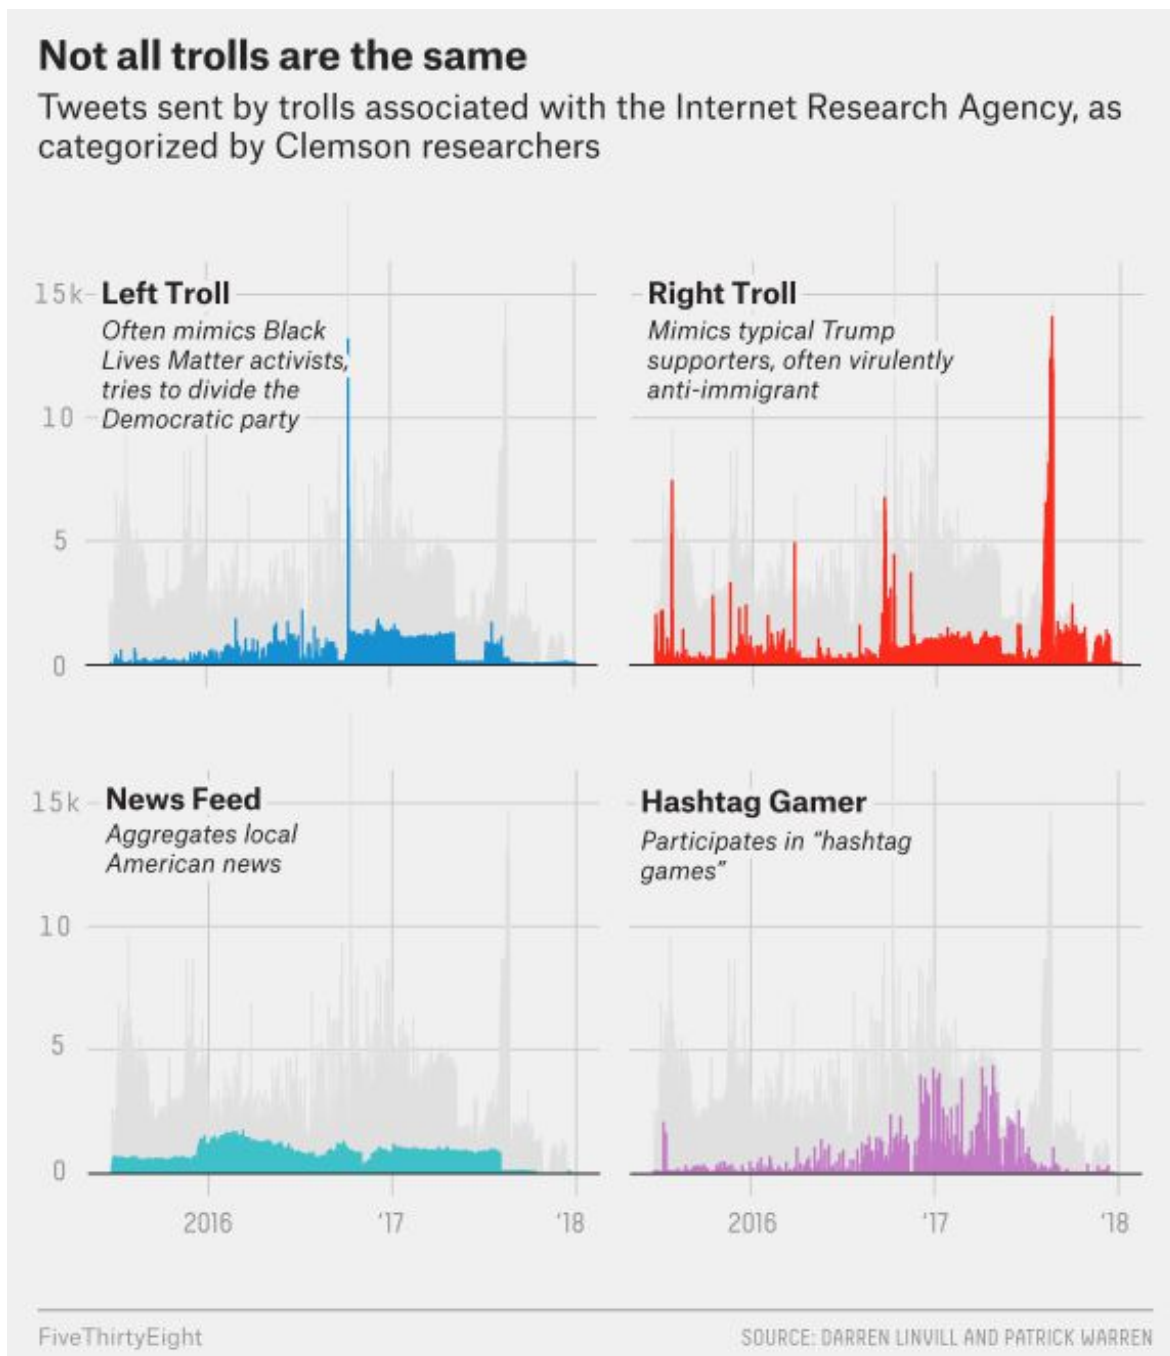 Not all trolls are the same
Tweets sent by trolls associated with the Internet Research Agency, as
categorized by Clemson researchers
15k
Left Troll
Often mimics Black
Lives Matter activists,
tries to divide the
Democratic party
10
5
0
Right Troll
Mimics typical Trump
supporters, often virulently
anti-immigrant
15k
News Feed
Aggregates local
American news
10
5
0
Hashtag Gamer
Participates in “hashtag
games”
2016
‘17
‘18
2016
‘17
‘18
FiveThirtyEight
SOURCE: DARREN LINVILL AND PATRICK WARREN